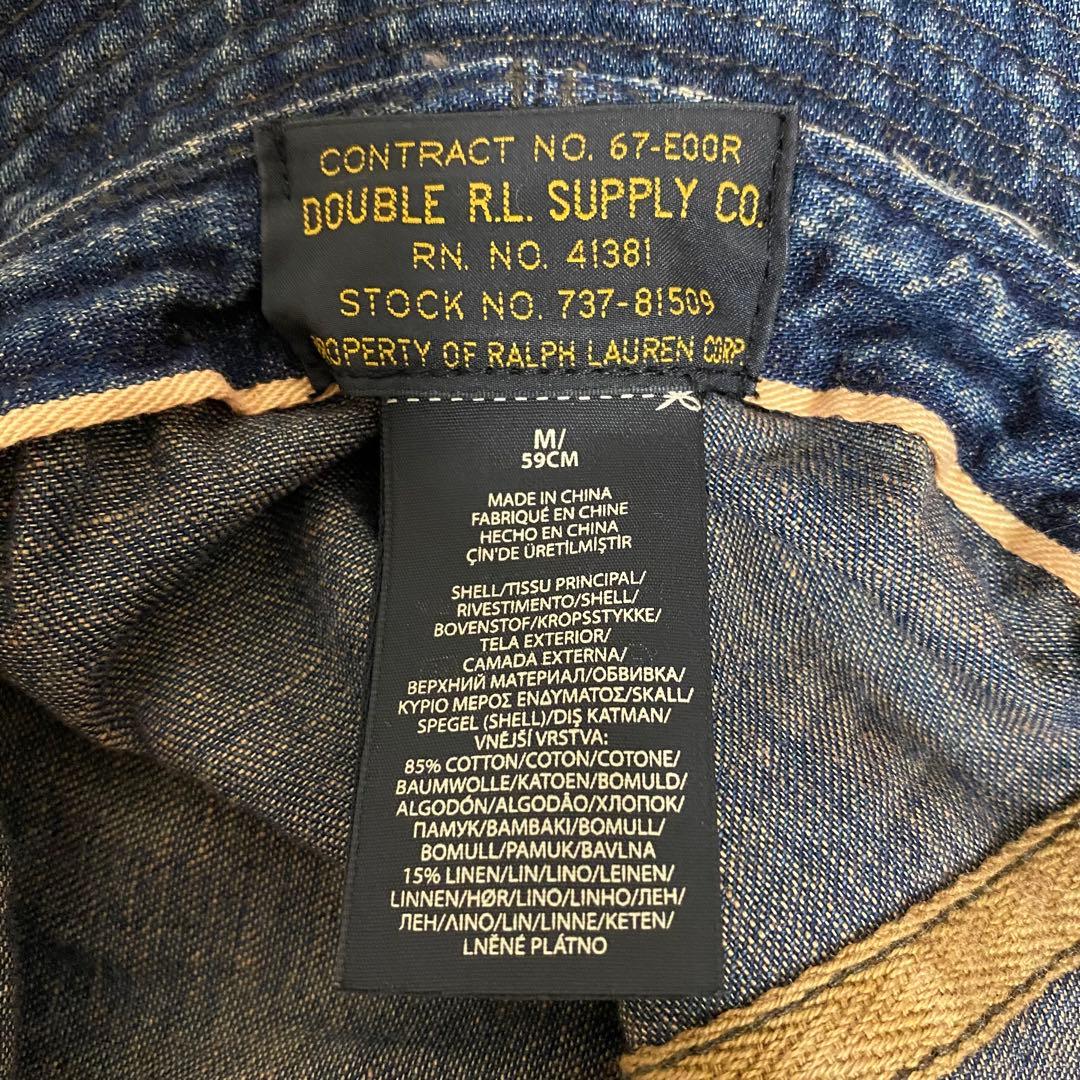 CONTRACT NO. 67-E00R
DOUBLE R.L. SUPPLY CO.
RN. NO. 41381
STOCK NO. 737-81509
PROPERTY OF RALPH LAUREN CORP.
M/
59CM
MADE IN CHINA
FABRIQUÉ EN CHINE
HECHO EN CHINA
ÇİN'DE ÜRETİLMİŞTİR
SHELL/TISSU PRINCIPAL/
RIVESTIMENTO/SHELL/
BOVENSTOF/KROPSSTYKKE/
TELA EXTERIOR/
CAMADA EXTERNA/
ВЕРХНИЙ МАТЕРИАЛ/ОБВИВКА/
ΚΥΡΙΟ ΜΕΡΟΣ ΕΝΔΥΜΑΤΟΣ/SKALL/
SPEGEL (SHELL)/DIŞ KATMAN/
VNĚJŠÍ VRSTVA:
85% COTTON/COTON/COTONE/
BAUMWOLLE/KATOEN/BOMULD/
ALGODÓN/ALGODÃO/ХЛОПОК/
ПАМУК/ΒΑΜΒΑΚΙ/BOMULL/
BOMULL/PAMUK/BAVLNA
15% LINEN/LIN/LINO/LEINEN/
LINNEN/HØR/LINO/LINHO/ЛЕН/
ЛЕН/ΛΙΝΟ/LIN/LINNE/KETEN/
LNĚNÉ PLÁTNO